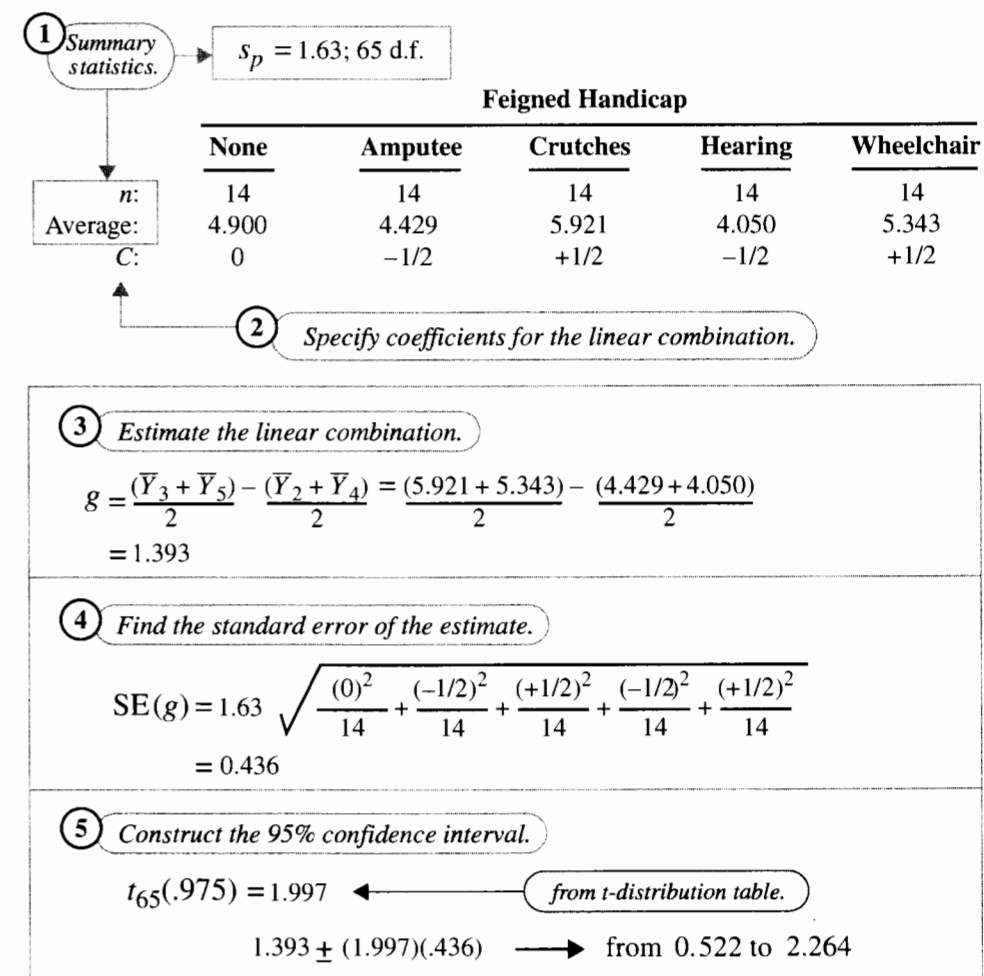 1 Summary statistics.
s_p = 1.63; 65 d.f.
Feigned Handicap
None Amputee Crutches Hearing Wheelchair
n: 14 14 14 14 14
Average: 4.900 4.429 5.921 4.050 5.343
C: 0 –1/2 +1/2 –1/2 +1/2
2 Specify coefficients for the linear combination.
3 Estimate the linear combination.
g = (Y̅₃ + Y̅₅)/2 – (Y̅₂ + Y̅₄)/2 = (5.921 + 5.343)/2 – (4.429 + 4.050)/2
= 1.393
4 Find the standard error of the estimate.
SE(g) = 1.63 √((0)²/14 + (–1/2)²/14 + (+1/2)²/14 + (–1/2)²/14 + (+1/2)²/14)
= 0.436
5 Construct the 95% confidence interval.
t₆₅(.975) = 1.997 from t-distribution table.
1.393 ± (1.997)(.436) → from 0.522 to 2.264